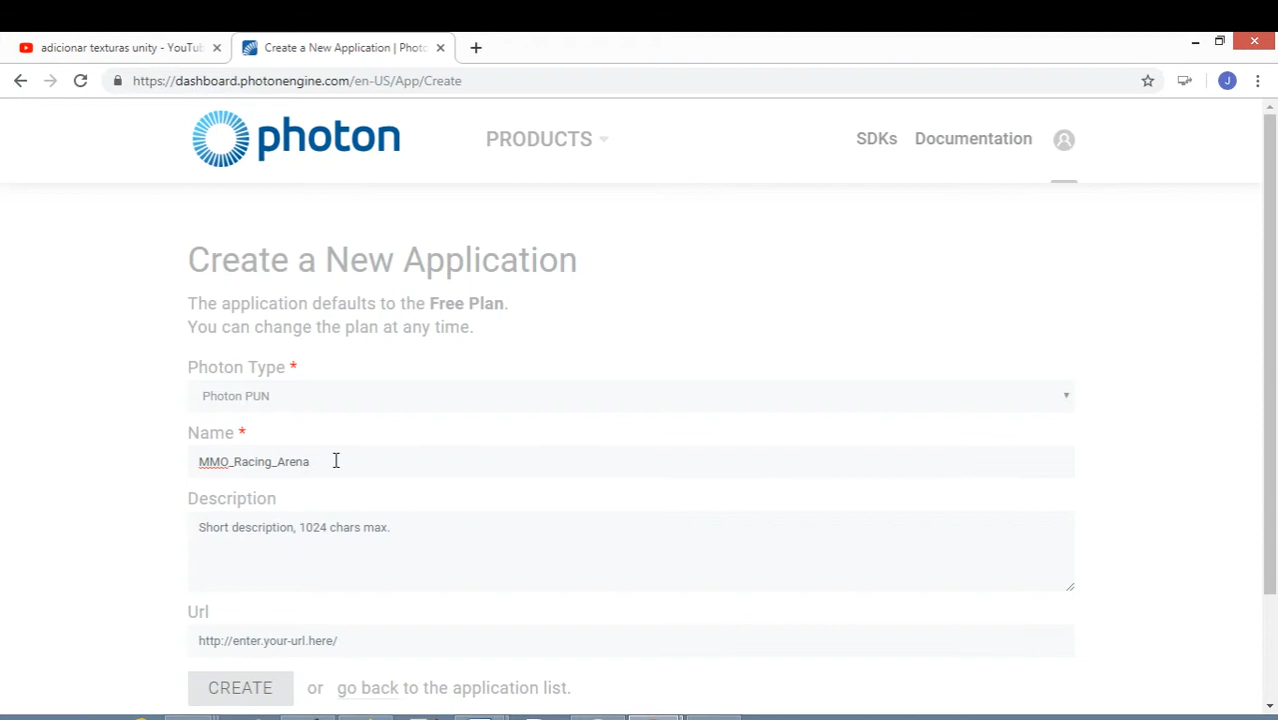 adicionar texturas unity - YouTub
Create a New Application | Photo
https://dashboard.photonengine.com/en-US/App/Create
J
photon
PRODUCTS
SDKs
Documentation
Create a New Application
The application defaults to the Free Plan.
You can change the plan at any time.
Photon Type *
Photon PUN
Name *
MMO_Racing_Arena
Description
Short description, 1024 chars max.
Url
http://enter.your-url.here/
CREATE or go back to the application list.